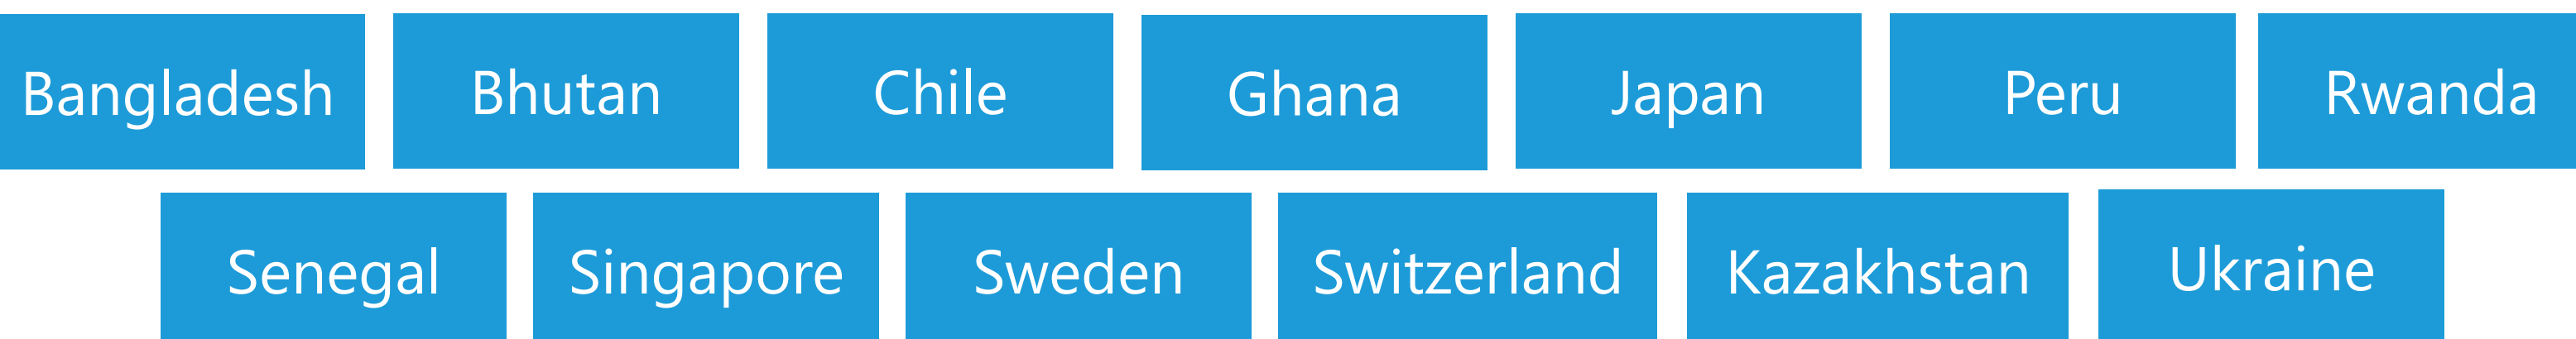 Bangladesh Bhutan Chile Ghana Japan Peru Rwanda
Senegal Singapore Sweden Switzerland Kazakhstan Ukraine